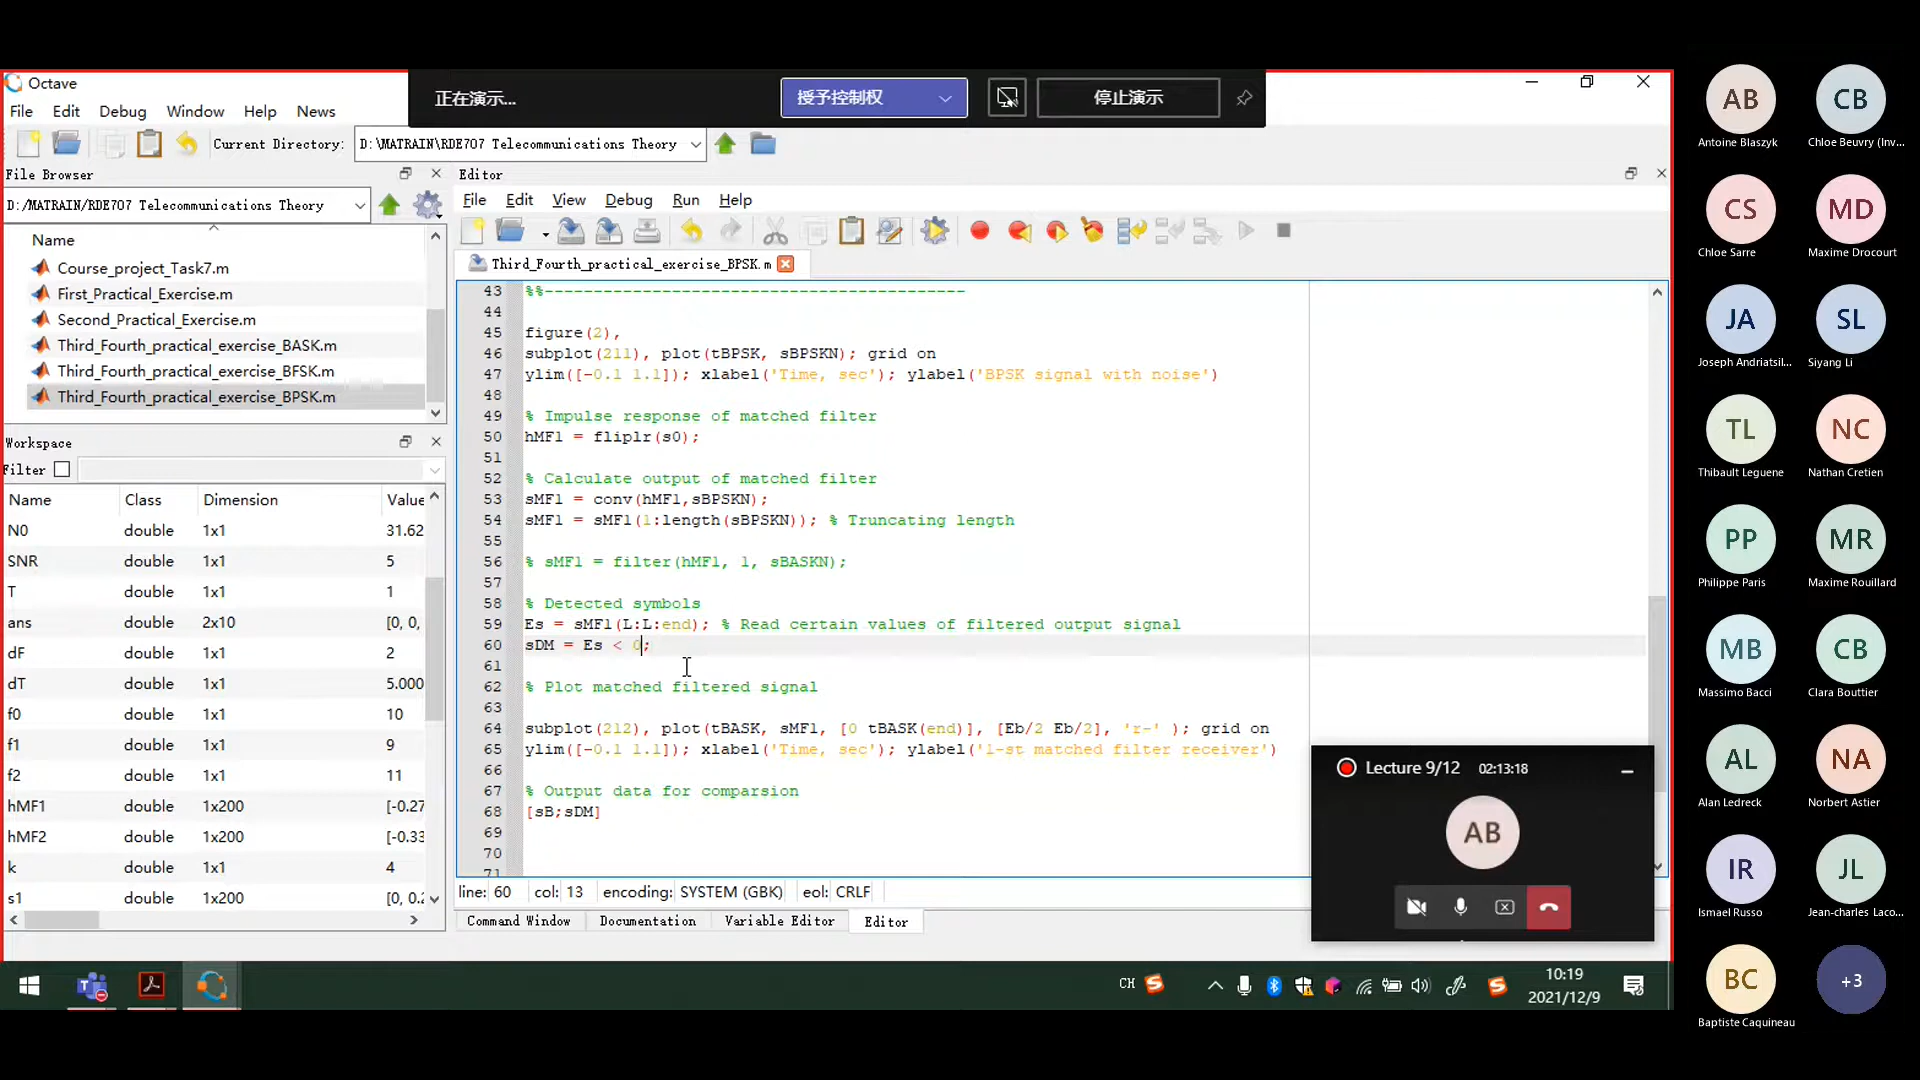 Octave
正在演示...
授予控制权
停止演示
File Edit Debug Window Help News
Current Directory: D:\MATRAIN\RDE707 Telecommunications Theory
File Browser
D:/MATRAIN/RDE707 Telecommunications Theory
Name
Course_project_Task7.m
First_Practical_Exercise.m
Second_Practical_Exercise.m
Third_Fourth_practical_exercise_BASK.m
Third_Fourth_practical_exercise_BFSK.m
Third_Fourth_practical_exercise_BPSK.m
Workspace
Filter
Name Class Dimension Value
N0 double 1x1 31.62
SNR double 1x1 5
T double 1x1 1
ans double 2x10 [0, 0,
dF double 1x1 2
dT double 1x1 5.000
f0 double 1x1 10
f1 double 1x1 9
f2 double 1x1 11
hMF1 double 1x200 [-0.27
hMF2 double 1x200 [-0.33
k double 1x1 4
s1 double 1x200 [0, 0.2
Editor
File Edit View Debug Run Help
Third_Fourth_practical_exercise_BPSK.m
43 %%-------------------------------------------
44
45 figure(2),
46 subplot(211), plot(tBPSK, sBPSKN); grid on
47 ylim([-0.1 1.1]); xlabel('Time, sec'); ylabel('BPSK signal with noise')
48
49 % Impulse response of matched filter
50 hMF1 = fliplr(s0);
51
52 % Calculate output of matched filter
53 sMF1 = conv(hMF1,sBPSKN);
54 sMF1 = sMF1(1:length(sBPSKN)); % Truncating length
55
56 % sMF1 = filter(hMF1, 1, sBASKN);
57
58 % Detected symbols
59 Es = sMF1(L:L:end); % Read certain values of filtered output signal
60 sDM = Es < 0;
61
62 % Plot matched filtered signal
63
64 subplot(212), plot(tBASK, sMF1, [0 tBASK(end)], [Eb/2 Eb/2], 'r-' ); grid on
65 ylim([-0.1 1.1]); xlabel('Time, sec'); ylabel('1-st matched filter receiver')
66
67 % Output data for comparsion
68 [sB;sDM]
69
70
71
line: 60 col: 13 encoding: SYSTEM (GBK) eol: CRLF
Command Window Documentation Variable Editor Editor
Lecture 9/12 02:13:18
AB
CH
10:19
2021/12/9
AB CB
Antoine Blaszyk Chloe Beuvry (Inv...
CS MD
Chloe Sarre Maxime Drocourt
JA SL
Joseph Andriatsil... Siyang Li
TL NC
Thibault Leguene Nathan Cretien
PP MR
Philippe Paris Maxime Rouillard
MB CB
Massimo Bacci Clara Bouttier
AL NA
Alan Ledreck Norbert Astier
IR JL
Ismael Russo Jean-charles Laco...
BC +3
Baptiste Caquineau